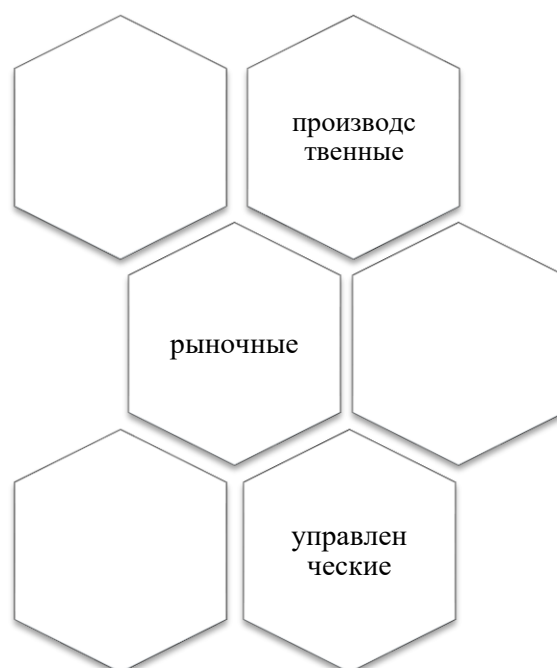 производс
твенные
рыночные
управлен
ческие